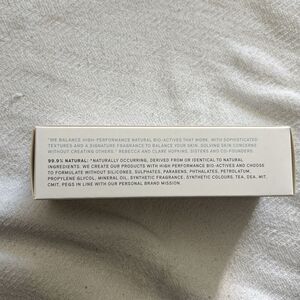 "WE BALANCE HIGH-PERFORMANCE NATURAL BIO-ACTIVES THAT WORK, WITH SOPHISTICATED
TEXTURES AND A SIGNATURE FRAGRANCE TO BALANCE YOUR SKIN, SOLVING SKIN CONCERNS
WITHOUT CREATING OTHERS." REBECCA AND CLARE HOPKINS, SISTERS AND CO-FOUNDERS.
99.9% NATURAL: *NATURALLY OCCURRING, DERIVED FROM OR IDENTICAL TO NATURAL
INGREDIENTS. WE CREATE OUR PRODUCTS WITH HIGH PERFORMANCE BIO-ACTIVES AND CHOOSE
TO FORMULATE WITHOUT SILICONES, SULPHATES, PARABENS, PHTHALATES, PETROLATUM,
PROPYLENE GLYCOL, MINERAL OIL, SYNTHETIC FRAGRANCE, SYNTHETIC COLOURS, TEA, DEA, MIT,
CMIT, PEGS IN LINE WITH OUR PERSONAL BRAND MISSION.